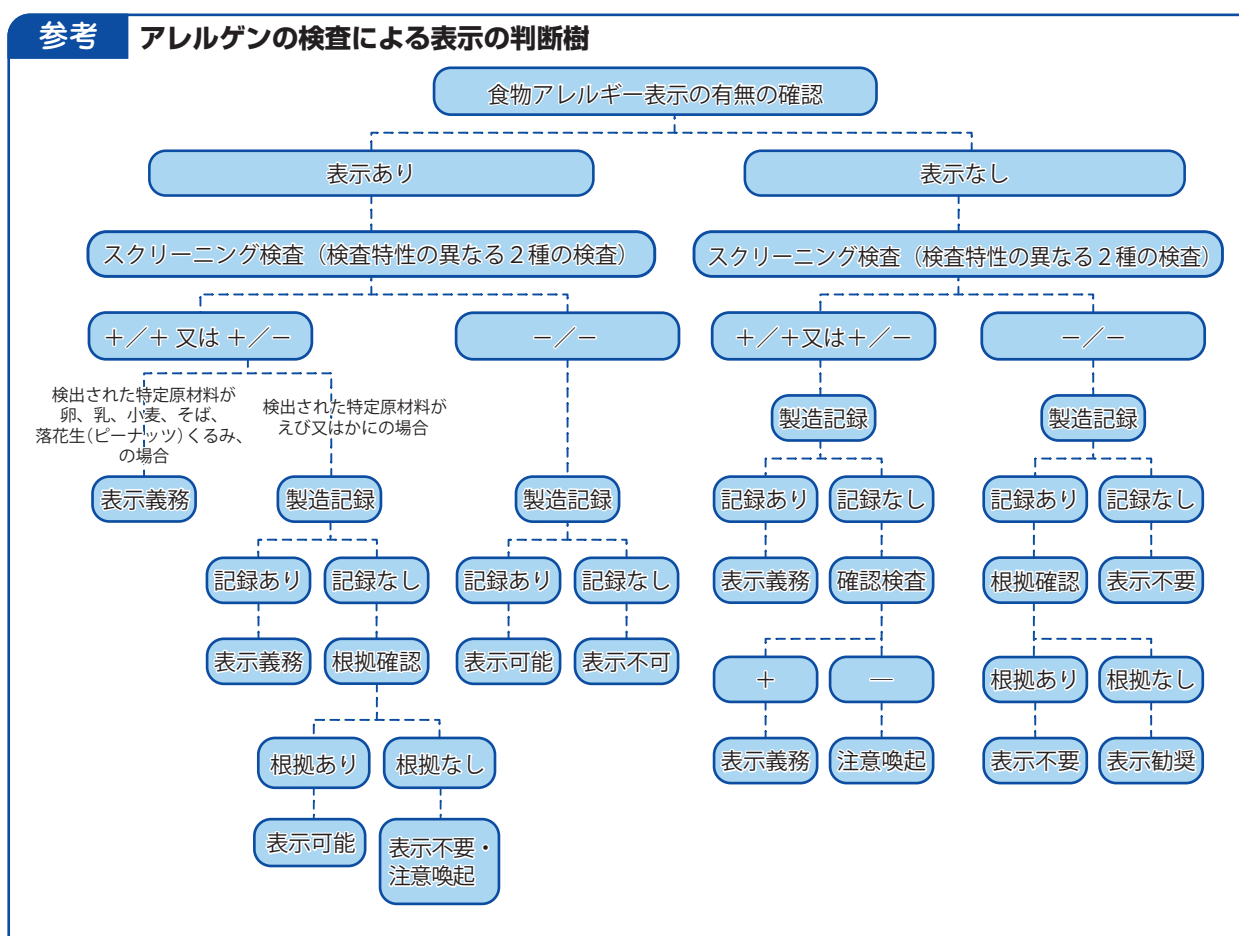 参考
アレルゲンの検査による表示の判断樹
食物アレルギー表示の有無の確認
表示あり
表示なし
スクリーニング検査（検査特性の異なる２種の検査）
スクリーニング検査（検査特性の異なる２種の検査）
＋／＋ 又は ＋／－
－／－
＋／＋又は＋／－
－／－
検出された特定原材料が
卵、乳、小麦、そば、
落花生（ピーナッツ）くるみ、
の場合
検出された特定原材料が
えび又はかにの場合
製造記録
製造記録
表示義務
製造記録
製造記録
記録あり
記録なし
記録あり
記録なし
記録あり
記録なし
記録あり
記録なし
表示義務
確認検査
根拠確認
表示不要
表示義務
根拠確認
表示可能
表示不可
＋
－
根拠あり
根拠なし
根拠あり
根拠なし
表示義務
注意喚起
表示不要
表示勧奨
表示可能
表示不要・
注意喚起